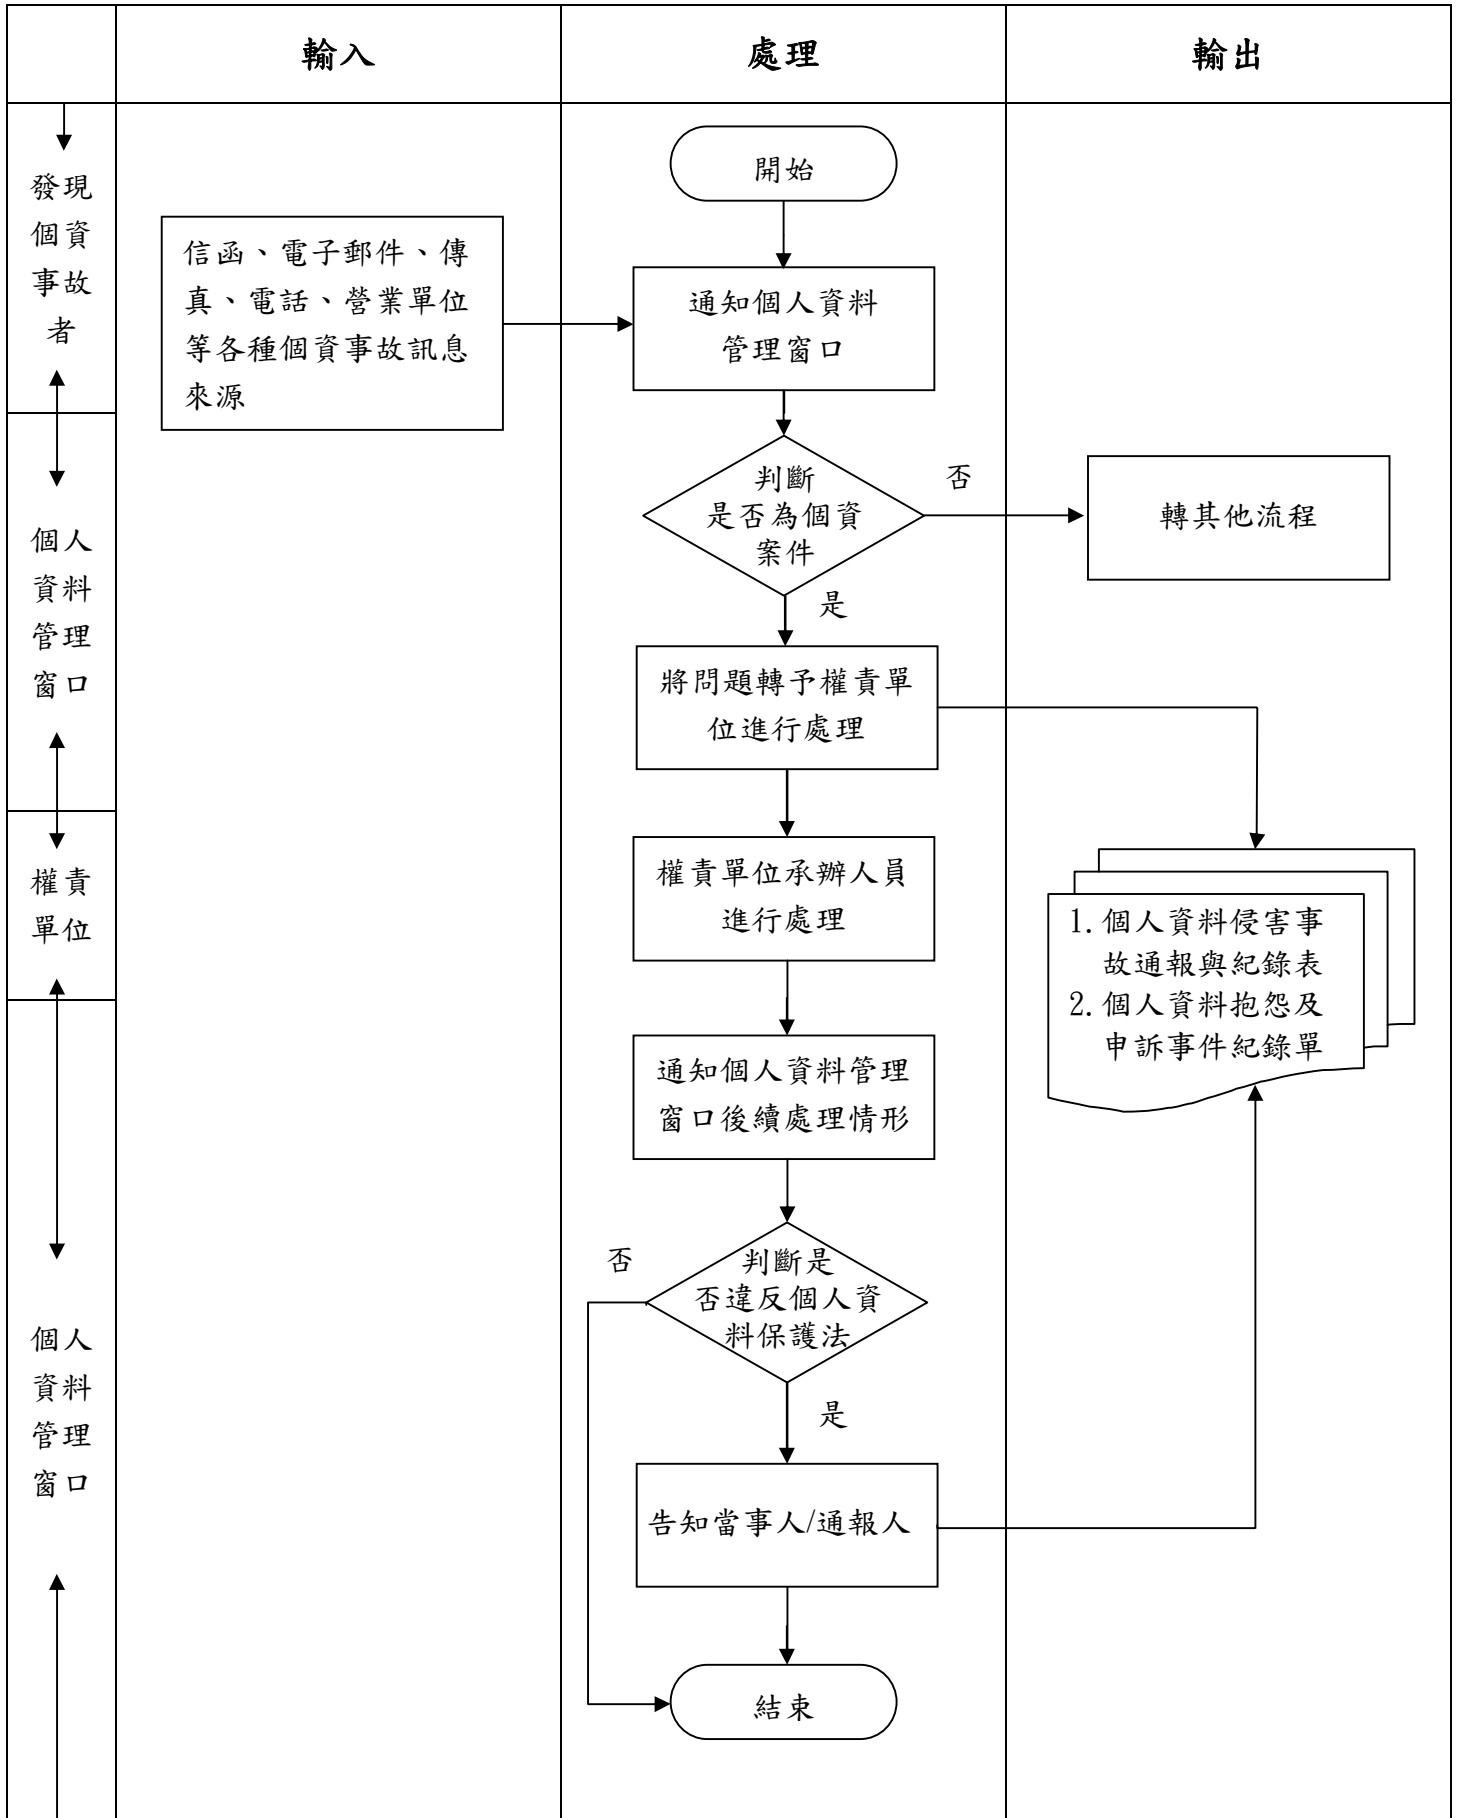 輸入
處理
輸出
發現
個資
事故
者
開始
信函、電子郵件、傳
真、電話、營業單位
等各種個資事故訊息
來源
通知個人資料
管理窗口
個人
資料
管理
窗口
判斷
是否為個資
案件
否
轉其他流程
是
將問題轉予權責單
位進行處理
權責
單位
權責單位承辦人員
進行處理
1.個人資料侵害事
故通報與紀錄表
2.個人資料抱怨及
申訴事件紀錄單
通知個人資料管理
窗口後續處理情形
個人
資料
管理
窗口
否
判斷是
否違反個人資
料保護法
是
告知當事人/通報人
結束